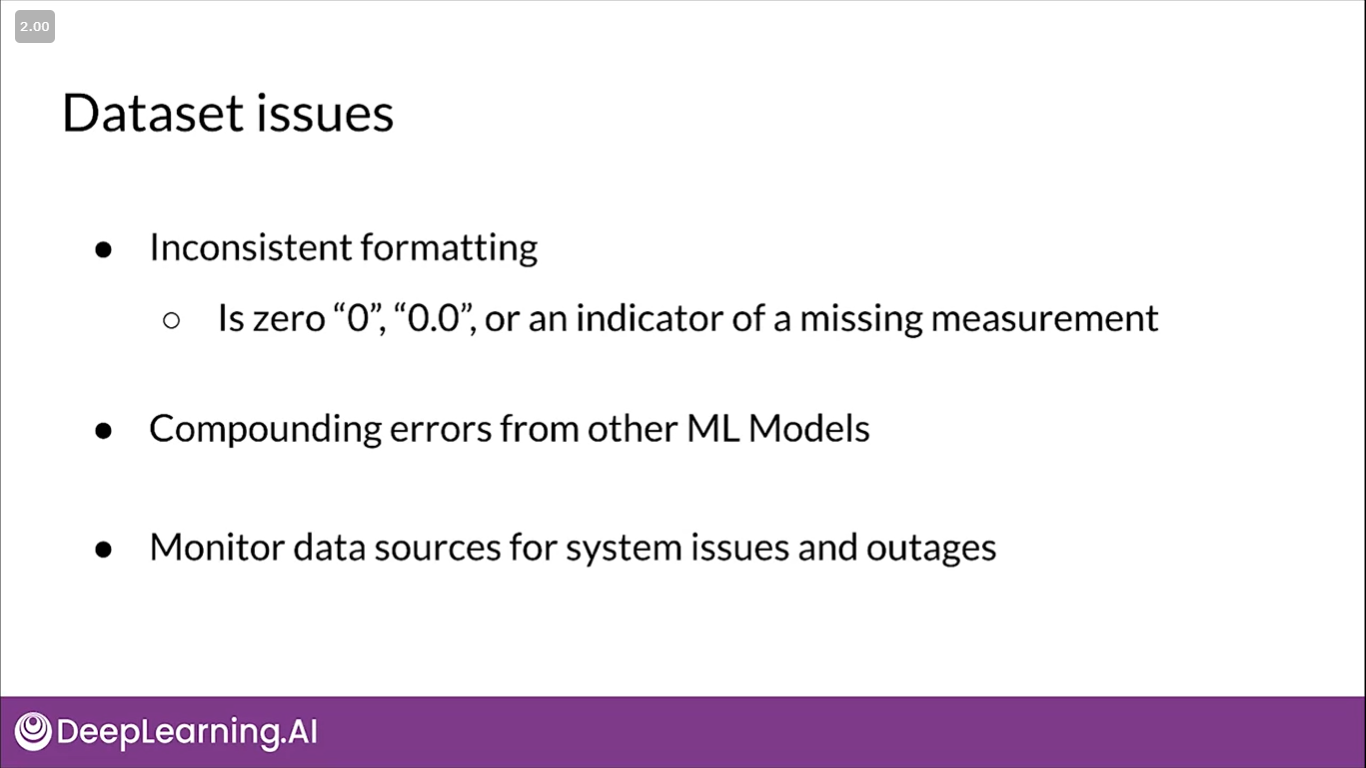 2.00
Dataset issues
● Inconsistent formatting
○ Is zero “0”, “0.0”, or an indicator of a missing measurement
● Compounding errors from other ML Models
● Monitor data sources for system issues and outages
DeepLearning.AI